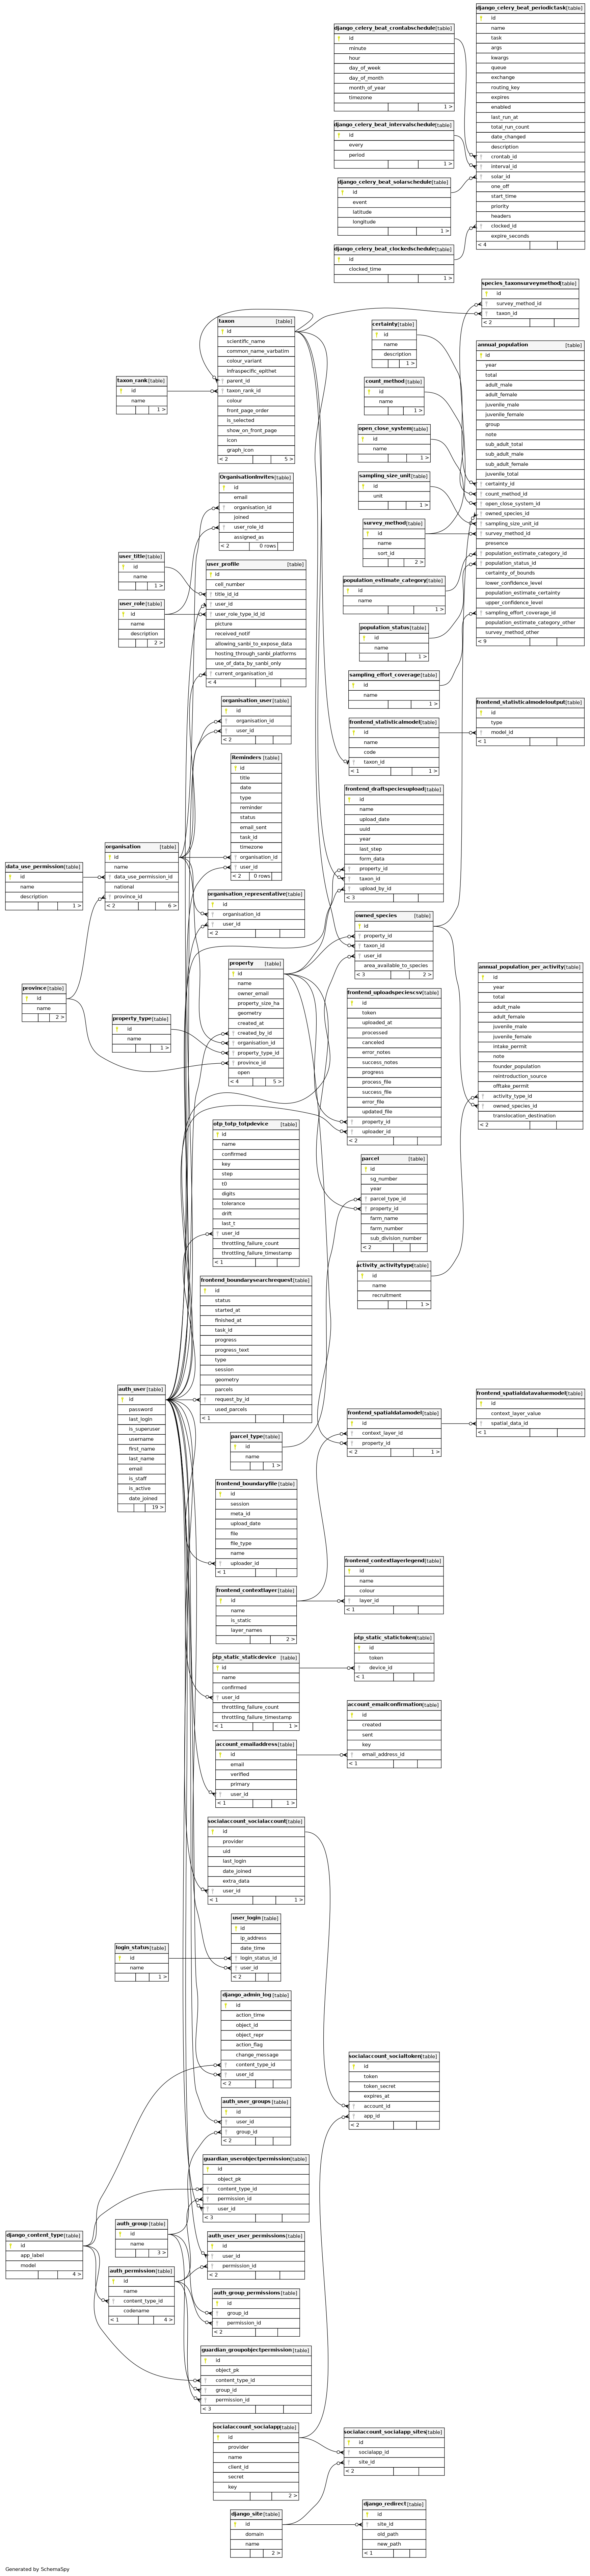 django_celery_beat_periodictask [table]
id
name
task
args
kwargs
queue
exchange
routing_key
expires
enabled
last_run_at
total_run_count
date_changed
description
crontab_id
interval_id
solar_id
one_off
start_time
priority
headers
clocked_id
expire_seconds
< 4
django_celery_beat_crontabschedule [table]
id
minute
hour
day_of_week
day_of_month
month_of_year
timezone
1 >
django_celery_beat_intervalschedule [table]
id
every
period
1 >
django_celery_beat_solarschedule [table]
id
event
latitude
longitude
1 >
django_celery_beat_clockedschedule [table]
id
clocked_time
1 >
species_taxonsurveymethod [table]
id
survey_method_id
taxon_id
< 2
taxon [table]
id
scientific_name
common_name_verbatim
colour_variant
infraspecific_epithet
parent_id
taxon_rank_id
colour
front_page_order
is_selected
show_on_front_page
icon
graph_icon
< 2 5 >
taxon_rank [table]
id
name
1 >
certainty [table]
id
name
description
1 >
count_method [table]
id
name
1 >
open_close_system [table]
id
name
1 >
sampling_size_unit [table]
id
unit
1 >
survey_method [table]
id
name
sort_id
2 >
population_estimate_category [table]
id
name
1 >
population_status [table]
id
name
1 >
sampling_effort_coverage [table]
id
name
1 >
annual_population [table]
id
year
total
adult_male
adult_female
juvenile_male
juvenile_female
group
note
sub_adult_total
sub_adult_male
sub_adult_female
juvenile_total
certainty_id
count_method_id
open_close_system_id
owned_species_id
sampling_size_unit_id
survey_method_id
presence
population_estimate_category_id
population_status_id
certainty_of_bounds
lower_confidence_level
population_estimate_certainty
upper_confidence_level
sampling_effort_coverage_id
population_estimate_category_other
survey_method_other
< 9
OrganisationInvites [table]
id
email
organisation_id
joined
user_role_id
assigned_as
< 2 0 rows
user_title [table]
id
name
1 >
user_role [table]
id
name
description
2 >
user_profile [table]
id
cell_number
title_id_id
user_id
user_role_type_id_id
picture
received_notif
allowing_sanbi_to_expose_data
hosting_through_sanbi_platforms
use_of_data_by_sanbi_only
current_organisation_id
< 4
organisation_user [table]
id
organisation_id
user_id
< 2
Reminders [table]
id
title
date
type
reminder
status
email_sent
task_id
timezone
organisation_id
user_id
< 2 0 rows
frontend_statisticalmodel [table]
id
name
code
taxon_id
< 1 1 >
frontend_statisticalmodeloutput [table]
id
type
model_id
< 1
frontend_draftspeciesupload [table]
id
name
upload_date
uuid
year
last_step
form_data
property_id
taxon_id
upload_by_id
< 3
data_use_permission [table]
id
name
description
1 >
organisation [table]
id
name
data_use_permission_id
national
province_id
< 2 6 >
organisation_representative [table]
id
organisation_id
user_id
< 2
owned_species [table]
id
property_id
taxon_id
user_id
area_available_to_species
< 3 2 >
province [table]
id
name
2 >
property_type [table]
id
name
1 >
property [table]
id
name
owner_email
property_size_ha
geometry
created_at
created_by_id
organisation_id
property_type_id
province_id
open
< 4 5 >
annual_population_per_activity [table]
id
year
total
adult_male
adult_female
juvenile_male
juvenile_female
intake_permit
note
founder_population
reintroduction_source
offtake_permit
activity_type_id
owned_species_id
translocation_destination
< 2
frontend_uploadspeciescsv [table]
id
token
uploaded_at
processed
canceled
error_notes
success_notes
progress
process_file
success_file
error_file
updated_file
property_id
uploader_id
< 2
otp_totp_totpdevice [table]
id
name
confirmed
key
step
t0
digits
tolerance
drift
last_t
user_id
throttling_failure_count
throttling_failure_timestamp
< 1
parcel [table]
id
sg_number
year
parcel_type_id
property_id
farm_name
farm_number
sub_division_number
< 2
activity_activitytype [table]
id
name
recruitment
1 >
frontend_boundarysearchrequest [table]
id
status
started_at
finished_at
task_id
progress
progress_text
type
session
geometry
parcels
request_by_id
used_parcels
< 1
auth_user [table]
id
password
last_login
is_superuser
username
first_name
last_name
email
is_staff
is_active
date_joined
19 >
parcel_type [table]
id
name
1 >
frontend_spatialdatamodel [table]
id
context_layer_id
property_id
< 2 1 >
frontend_spatialdatavaluemodel [table]
id
context_layer_value
spatial_data_id
< 1
frontend_boundaryfile [table]
id
session
meta_id
upload_date
file
file_type
name
uploader_id
< 1
frontend_contextlayer [table]
id
name
is_static
layer_names
2 >
frontend_contextlayerlegend [table]
id
name
colour
layer_id
< 1
otp_static_staticdevice [table]
id
name
confirmed
user_id
throttling_failure_count
throttling_failure_timestamp
< 1 1 >
otp_static_statictoken [table]
id
token
device_id
< 1
account_emailaddress [table]
id
email
verified
primary
user_id
< 1 1 >
account_emailconfirmation [table]
id
created
sent
key
email_address_id
< 1
socialaccount_socialaccount [table]
id
provider
uid
last_login
date_joined
extra_data
user_id
< 1 1 >
login_status [table]
id
name
1 >
user_login [table]
id
ip_address
date_time
login_status_id
user_id
< 2
django_admin_log [table]
id
action_time
object_id
object_repr
action_flag
change_message
content_type_id
user_id
< 2
socialaccount_socialtoken [table]
id
token
token_secret
expires_at
account_id
app_id
< 2
auth_user_groups [table]
id
user_id
group_id
< 2
guardian_userobjectpermission [table]
id
object_pk
content_type_id
permission_id
user_id
< 3
django_content_type [table]
id
app_label
model
4 >
auth_group [table]
id
name
3 >
auth_permission [table]
id
name
content_type_id
codename
< 1 4 >
auth_user_user_permissions [table]
id
user_id
permission_id
< 2
auth_group_permissions [table]
id
group_id
permission_id
< 2
guardian_groupobjectpermission [table]
id
object_pk
content_type_id
group_id
permission_id
< 3
socialaccount_socialapp [table]
id
provider
name
client_id
secret
key
2 >
socialaccount_socialapp_sites [table]
id
socialapp_id
site_id
< 2
django_site [table]
id
domain
name
2 >
django_redirect [table]
id
site_id
old_path
new_path
< 1
Generated by SchemaSpy